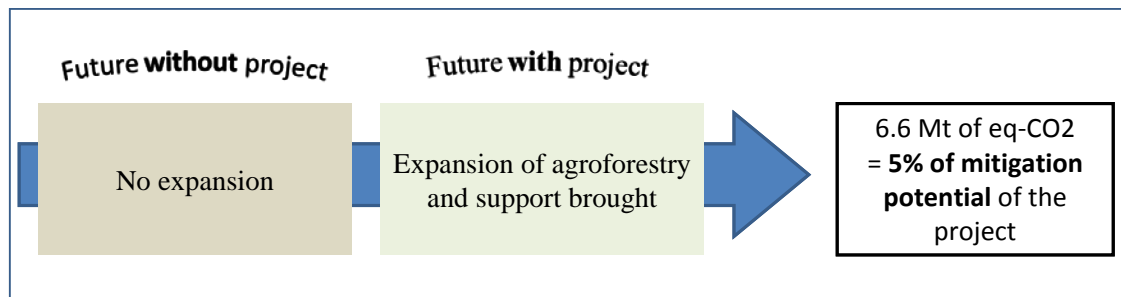 Future without project
Future with project
No expansion
Expansion of agroforestry
and support brought
6.6 Mt of eq-CO2
= 5% of mitigation
potential of the
project